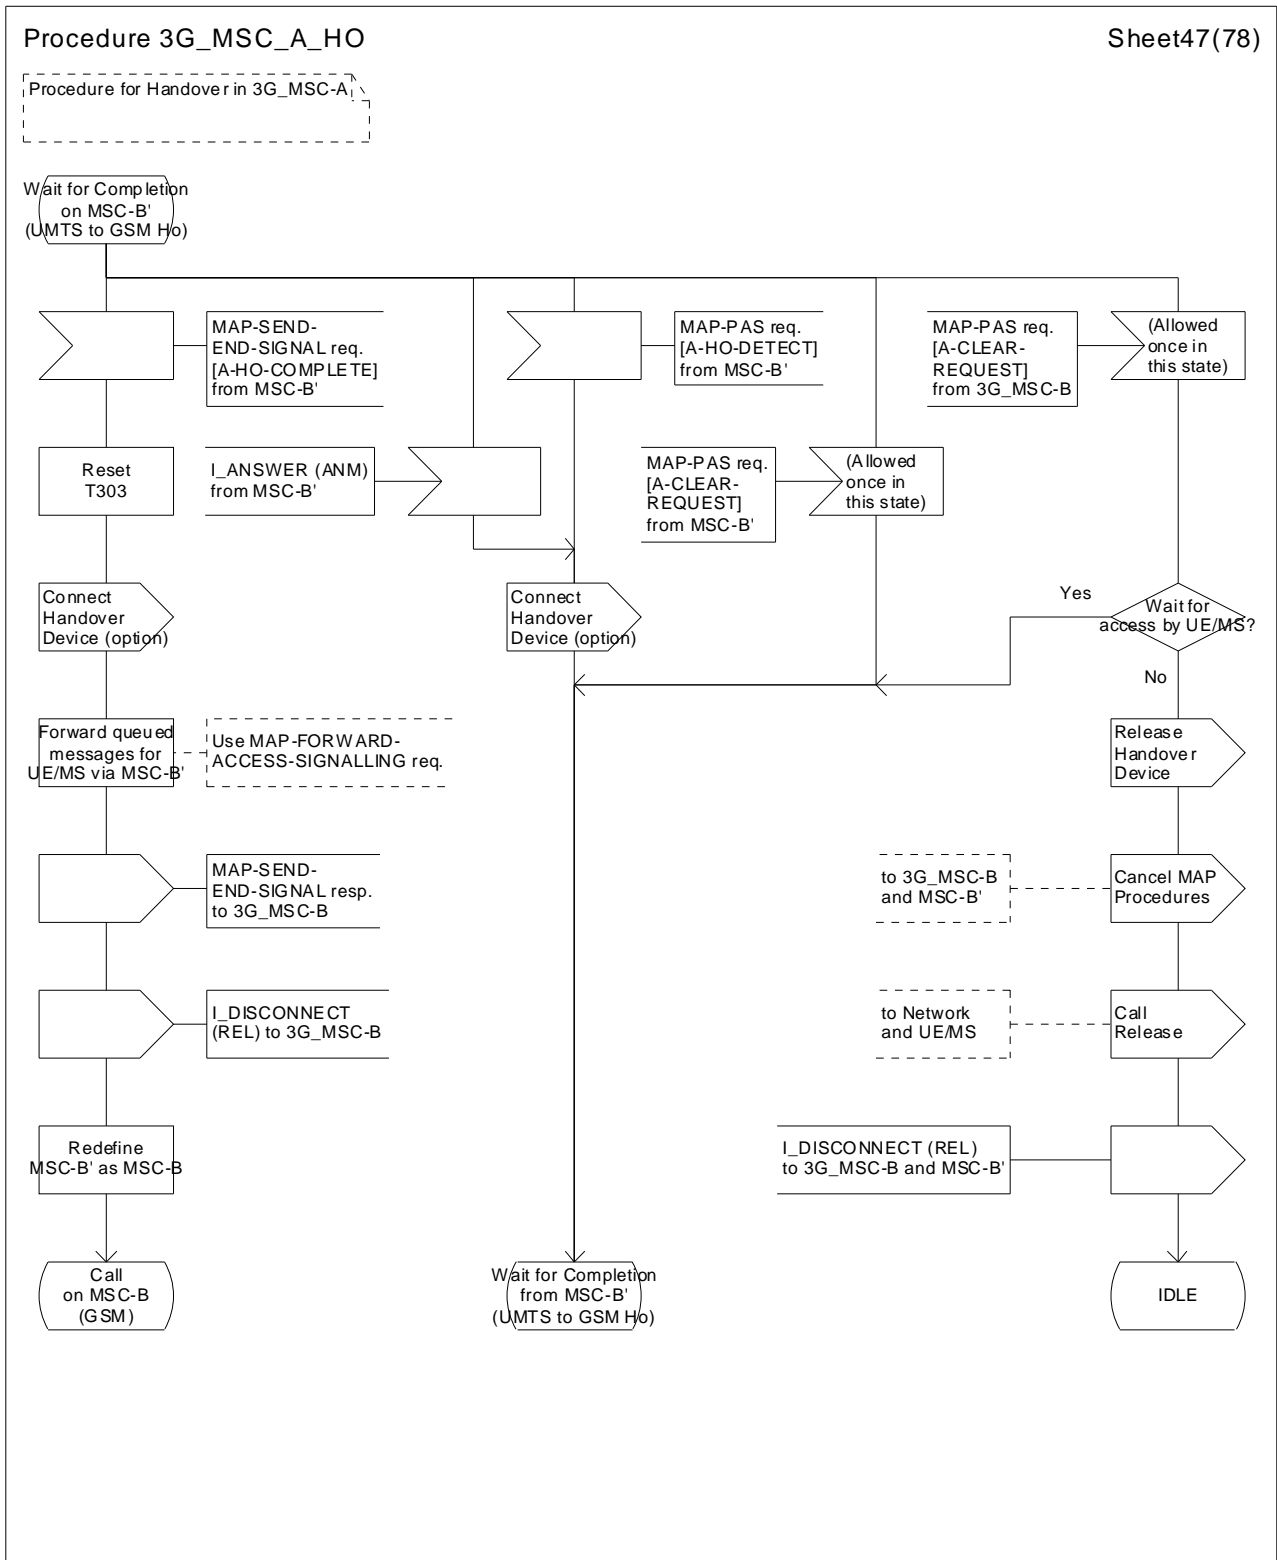 Procedure 3G_MSC_A_HO
Sheet47(78)
Procedure for Handover in 3G_MSC-A
Wait for Completion
on MSC-B'
(UMTS to GSM Ho)
MAP-SEND-
END-SIGNAL req.
[A-HO-COMPLETE]
from MSC-B'
MAP-PAS req.
[A-HO-DETECT]
from MSC-B'
MAP-PAS req.
[A-CLEAR-
REQUEST]
from 3G_MSC-B
(Allowed
once in
this state)
Reset
T303
I_ANSWER (ANM)
from MSC-B'
MAP-PAS req.
[A-CLEAR-
REQUEST]
from MSC-B'
(Allowed
once in
this state)
Connect
Handover
Device (option)
Connect
Handover
Device (option)
Yes
Wait for
access by UE/MS?
No
Forward queued
messages for
UE/MS via MSC-B'
Use MAP-FORWARD-
ACCESS-SIGNALLING req.
Release
Handover
Device
MAP-SEND-
END-SIGNAL resp.
to 3G_MSC-B
to 3G_MSC-B
and MSC-B'
Cancel MAP
Procedures
I_DISCONNECT
(REL) to 3G_MSC-B
to Network
and UE/MS
Call
Release
Redefine
MSC-B' as MSC-B
I_DISCONNECT (REL)
to 3G_MSC-B and MSC-B'
Call
on MSC-B
(GSM)
Wait for Completion
from MSC-B'
(UMTS to GSM Ho)
IDLE